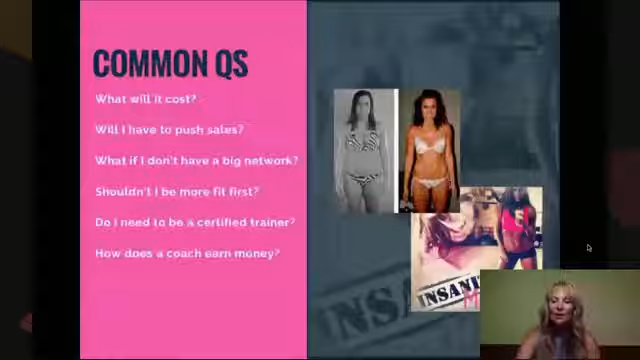 COMMON QS
What will it cost?
Will I have to push sales?
What if I don't have a big network?
Shouldn't I be more fit first?
Do I need to be a certified trainer?
How does a coach earn money?